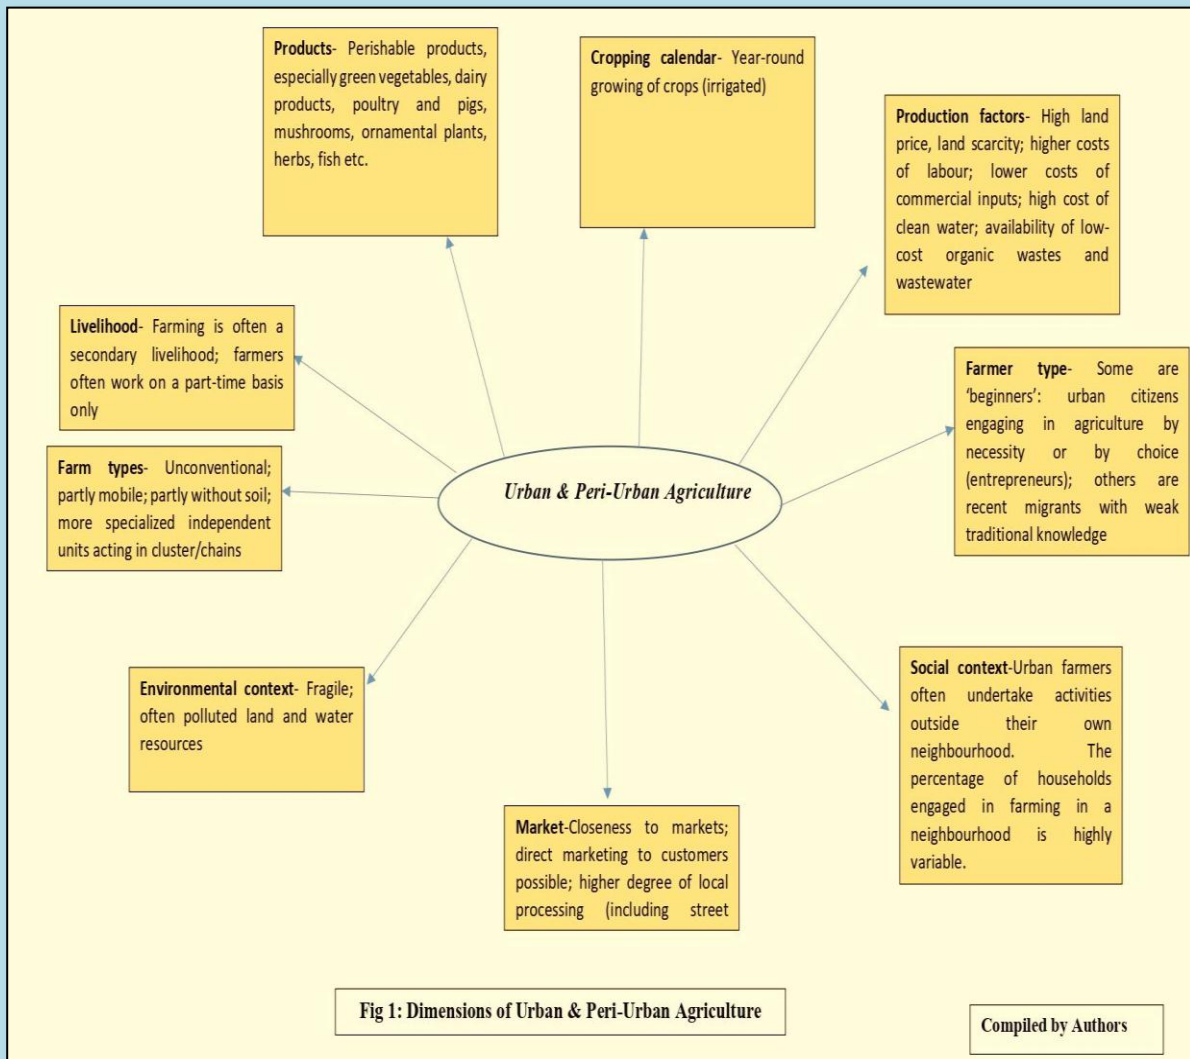 Products- Perishable products,
especially green vegetables, dairy
products, poultry and pigs,
mushrooms, ornamental plants,
herbs, fish etc.
Cropping calendar- Year-round
growing of crops (irrigated)
Production factors- High land
price, land scarcity; higher costs
of labour; lower costs of
commercial inputs; high cost of
clean water; availability of low-
cost organic wastes and
wastewater
Livelihood- Farming is often a
secondary livelihood; farmers
often work on a part-time basis
only
Farmer type- Some are
‘beginners’: urban citizens
engaging in agriculture by
necessity or by choice
(entrepreneurs); others are
recent migrants with weak
traditional knowledge
Farm types- Unconventional;
partly mobile; partly without soil;
more specialized independent
units acting in cluster/chains
Urban & Peri-Urban Agriculture
Environmental context- Fragile;
often polluted land and water
resources
Social context-Urban farmers
often undertake activities
outside their own
neighbourhood. The
percentage of households
engaged in farming in a
neighbourhood is highly
variable.
Market-Closeness to markets;
direct marketing to customers
possible; higher degree of local
processing (including street
Fig 1: Dimensions of Urban & Peri-Urban Agriculture
Compiled by Authors